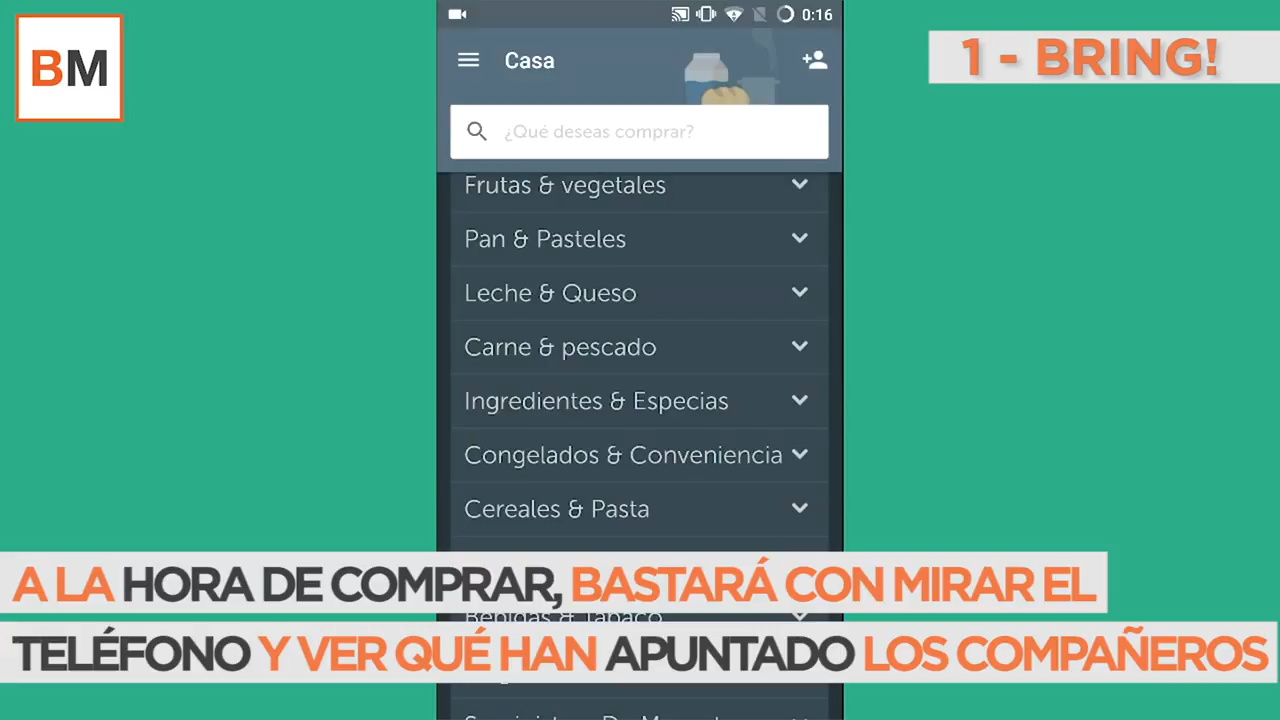 BM
0:16
1 - BRING!
Casa
¿Qué deseas comprar?
Frutas & vegetales
Pan & Pasteles
Leche & Queso
Carne & pescado
Ingredientes & Especias
Congelados & Conveniencia
Cereales & Pasta
Bebidas & Tabaco
A LA HORA DE COMPRAR, BASTARÁ CON MIRAR EL
TELÉFONO Y VER QUÉ HAN APUNTADO LOS COMPAÑEROS